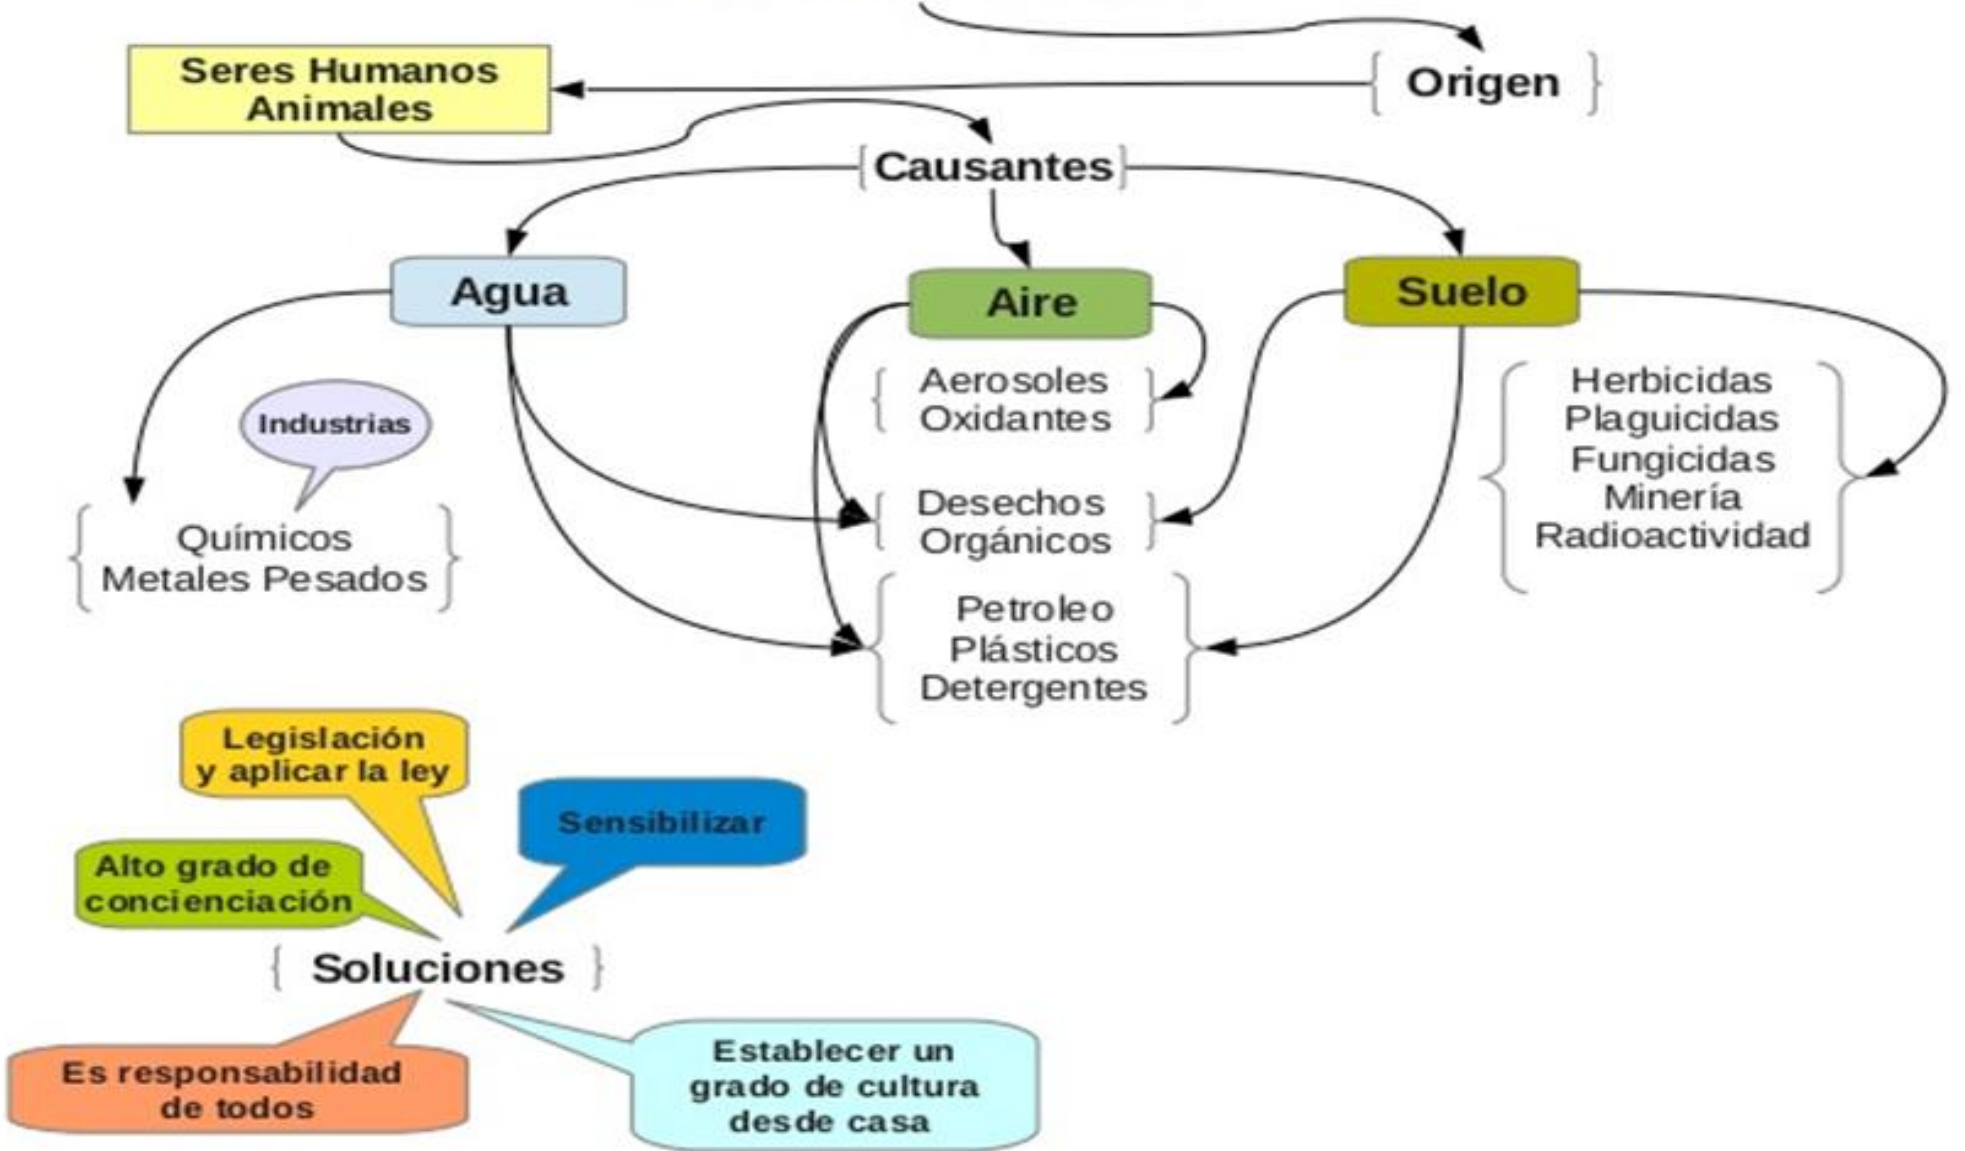 Origen
Seres Humanos
Animales
Causantes
Agua
Aire
Suelo
Aerosoles
Oxidantes
Herbicidas
Plaguicidas
Fungicidas
Minería
Radioactividad
Industrias
Químicos
Metales Pesados
Desechos
Orgánicos
Petroleo
Plásticos
Detergentes
Legislación
y aplicar la ley
Sensibilizar
Alto grado de
concienciación
Soluciones
Es responsabilidad
de todos
Establecer un
grado de cultura
desde casa